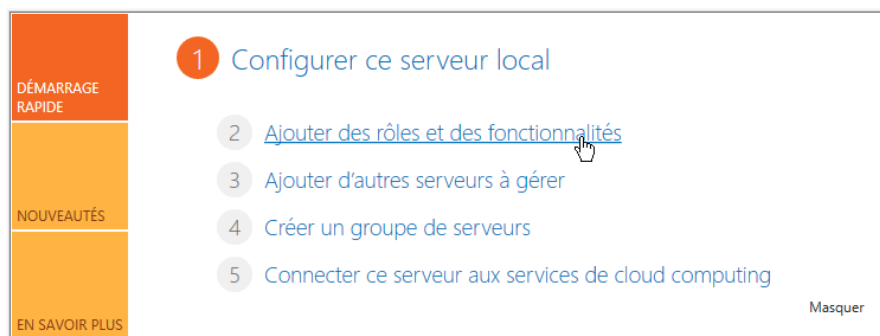 DÉMARRAGE
RAPIDE
NOUVEAUTÉS
EN SAVOIR PLUS
1 Configurer ce serveur local
2 Ajouter des rôles et des fonctionnalités
3 Ajouter d'autres serveurs à gérer
4 Créer un groupe de serveurs
5 Connecter ce serveur aux services de cloud computing
Masquer